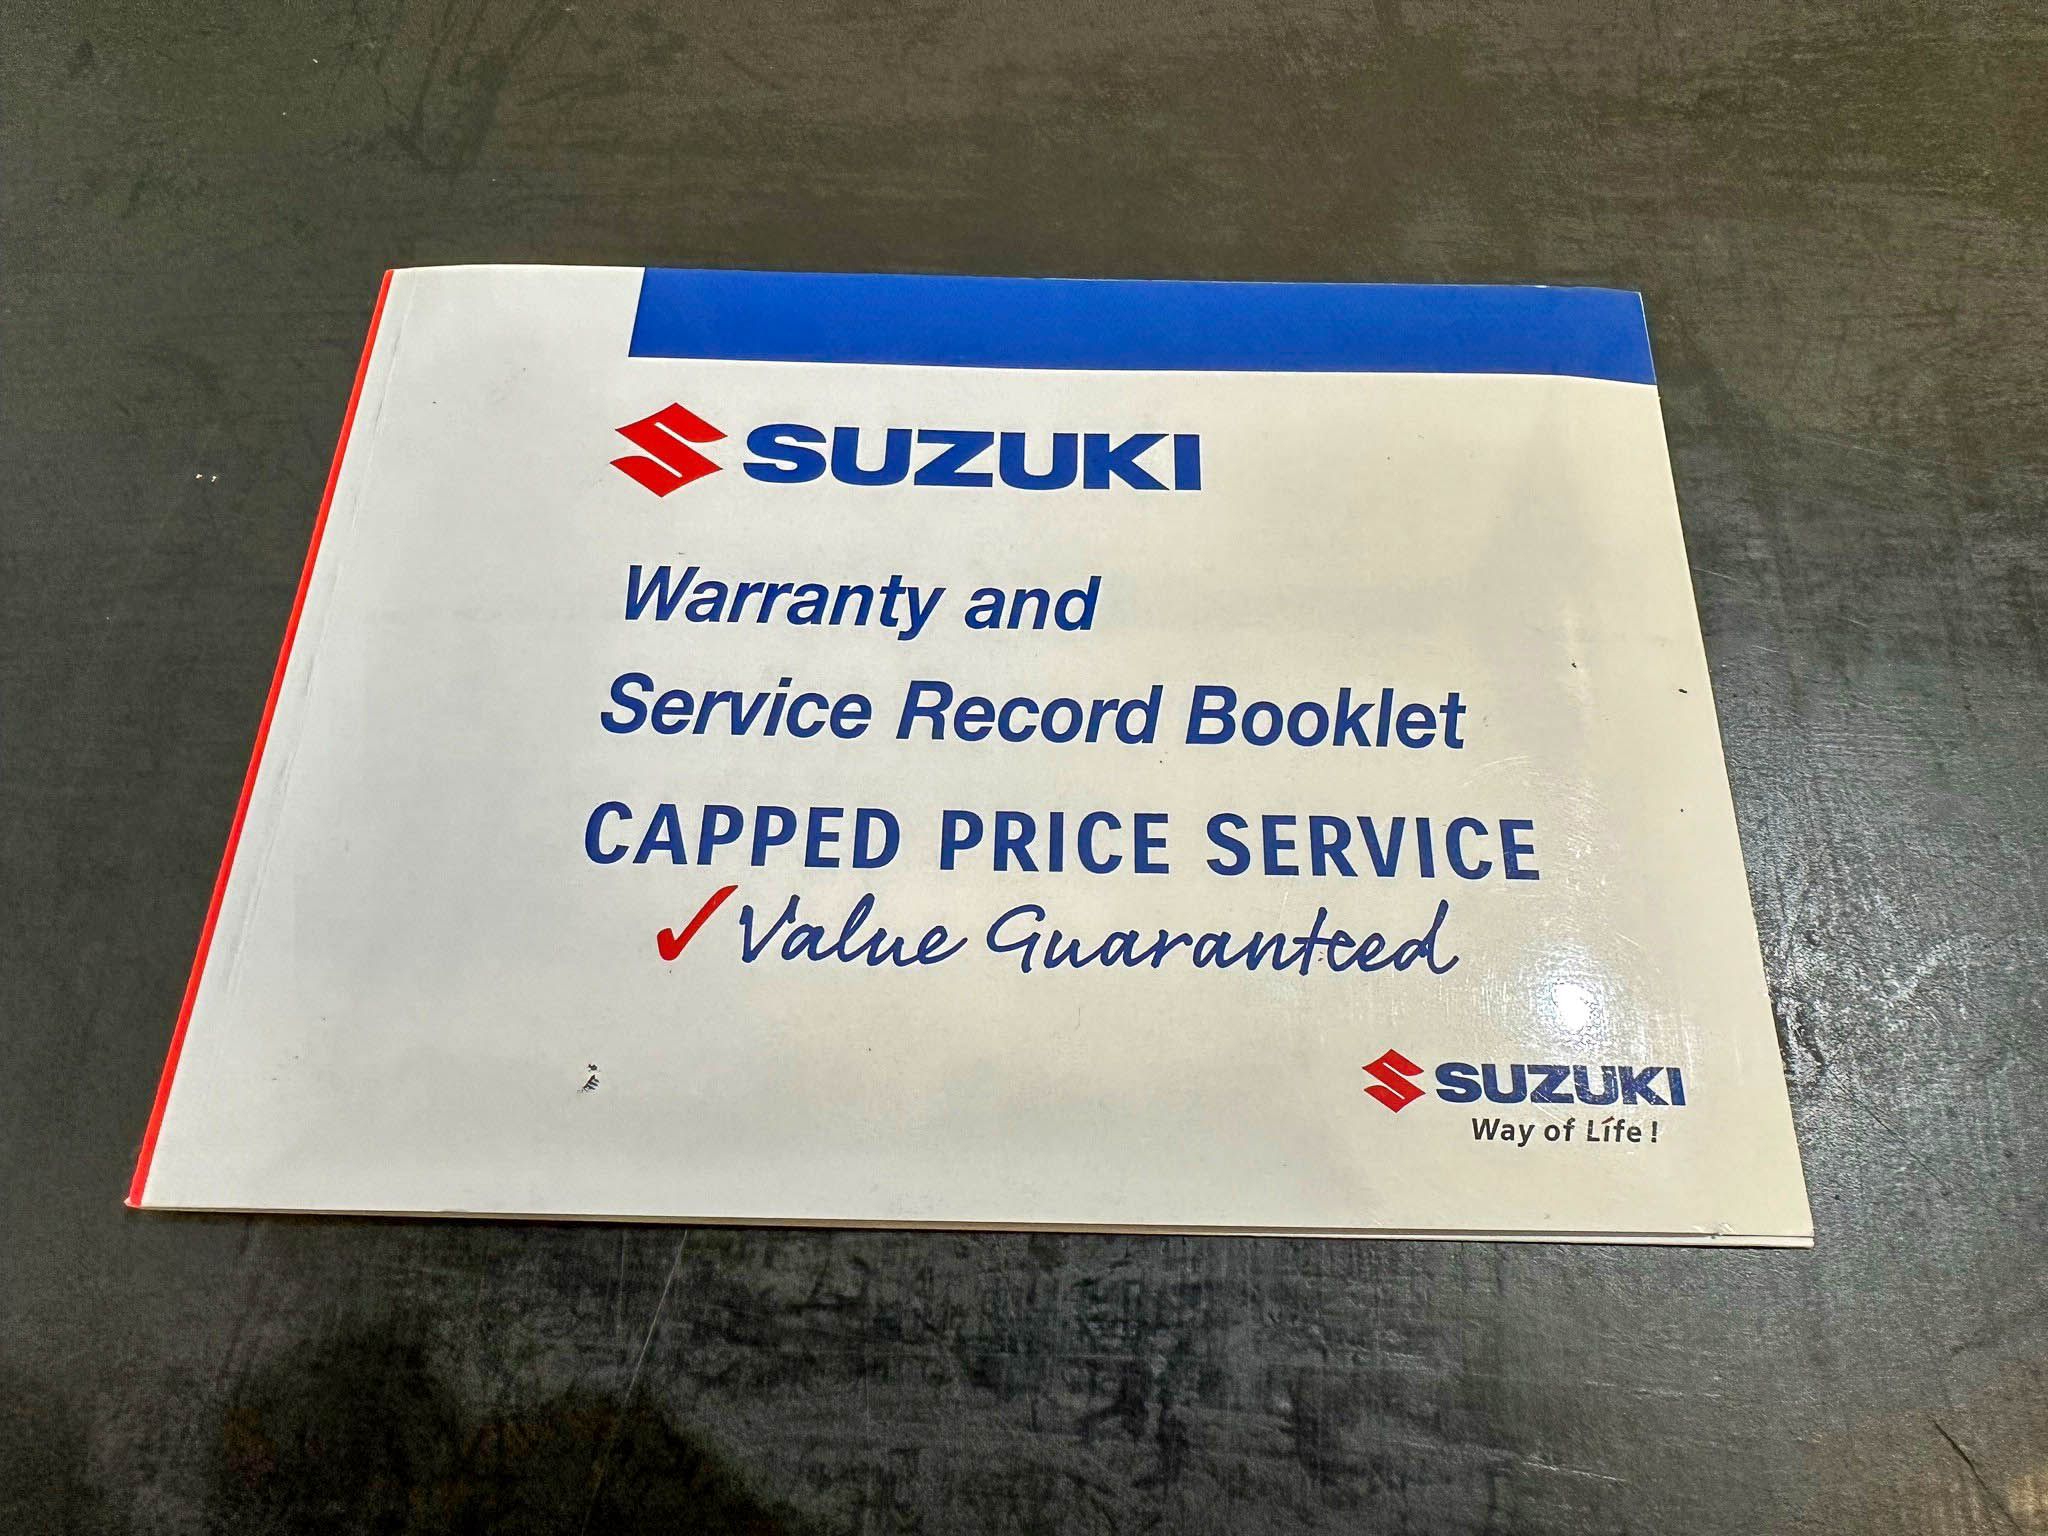 SUZUKI
Warranty and
Service Record Booklet
CAPPED PRICE SERVICE
Value Guaranteed
SUZUKI
Way of Life!